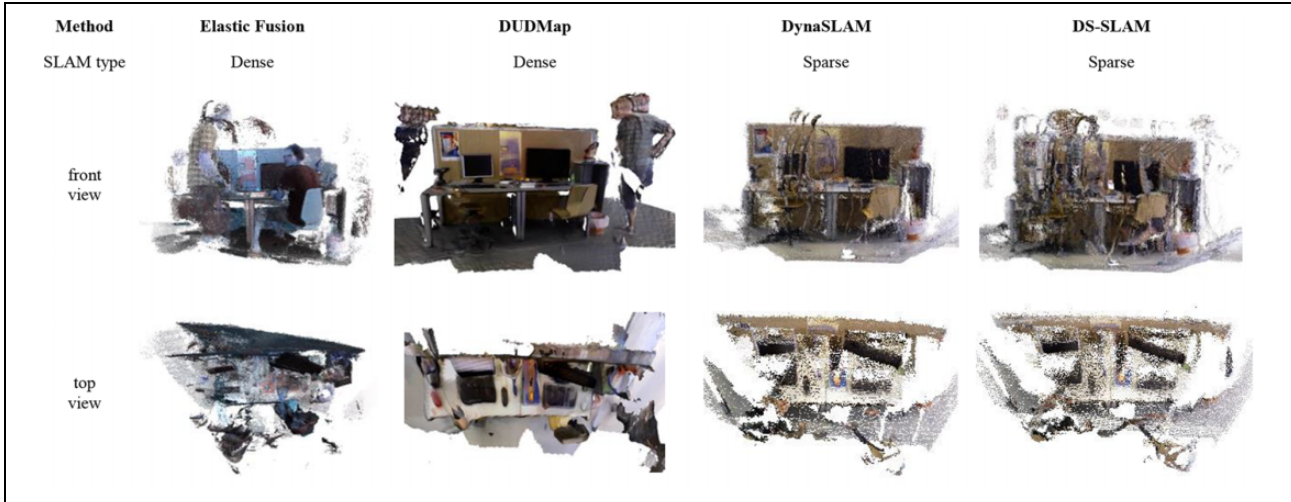 Method Elastic Fusion DUDMap DynaSLAM DS-SLAM
SLAM type Dense Dense Sparse Sparse
front
view
top
view